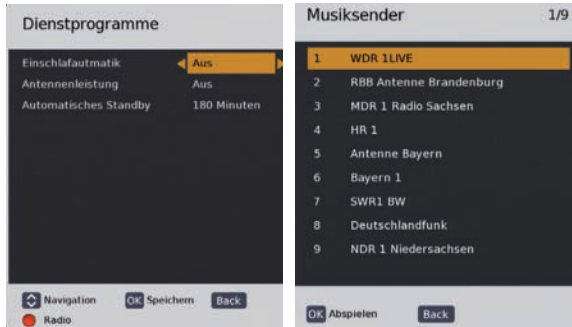 Dienstprogramme
Einschlafautmatik Aus
Antennenleistung Aus
Automatisches Standby 180 Minuten
Navigation OK Speichern Back
Radio
Musiksender 1/9
1 WDR 1LIVE
2 RBB Antenne Brandenburg
3 MDR 1 Radio Sachsen
4 HR 1
5 Antenne Bayern
6 Bayern 1
7 SWR1 BW
8 Deutschlandfunk
9 NDR 1 Niedersachsen
OK Abspielen Back